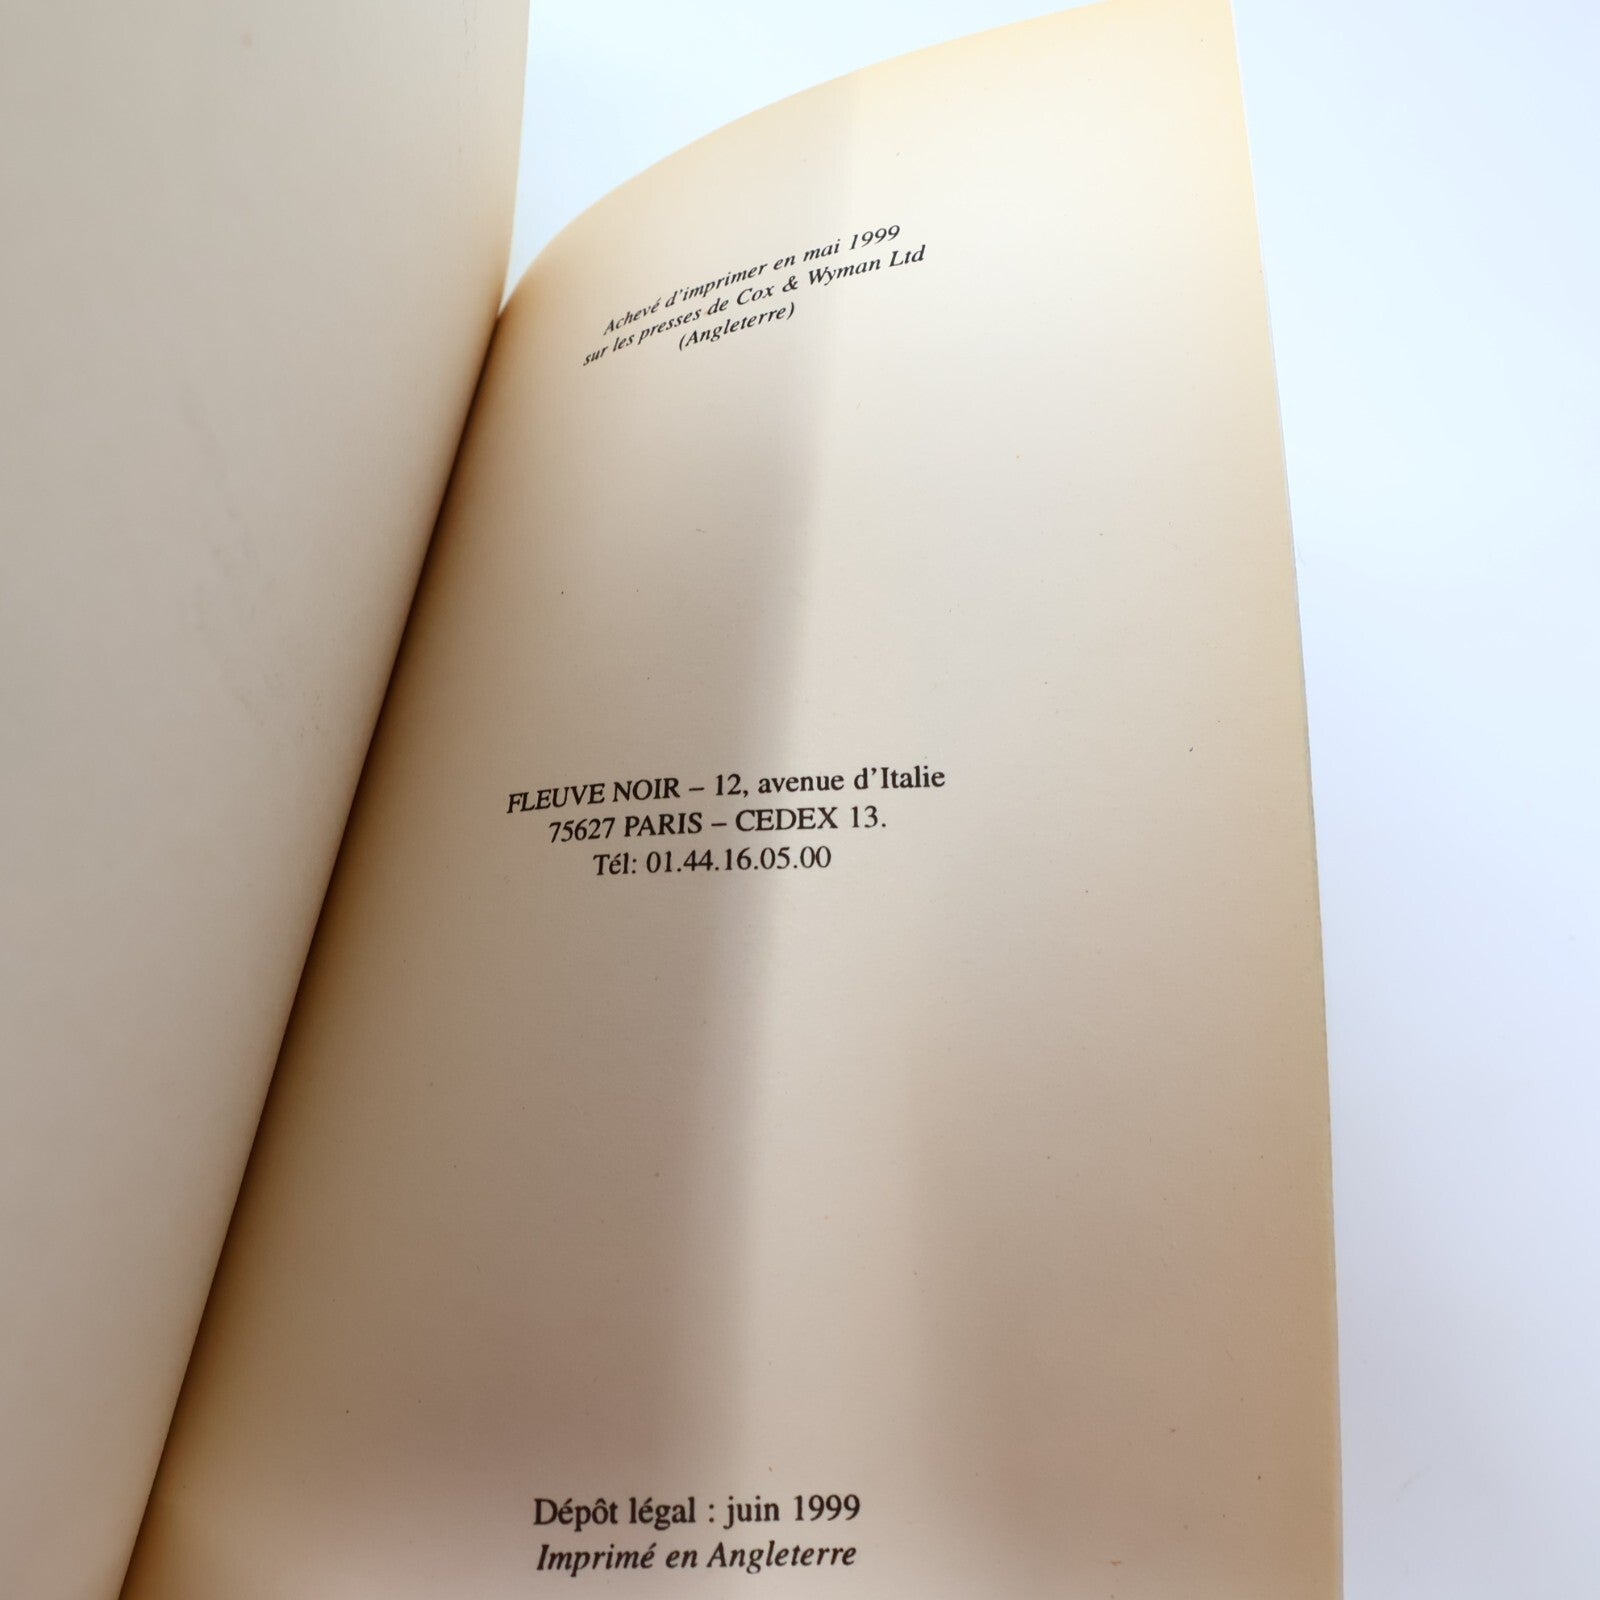 Achevé d'imprimer en mai 1999
sur les presses de Cox & Wyman Ltd
(Angleterre)
FLEUVE NOIR – 12, avenue d'Italie
75627 PARIS – CEDEX 13.
Tél: 01.44.16.05.00
Dépôt légal : juin 1999
Imprimé en Angleterre